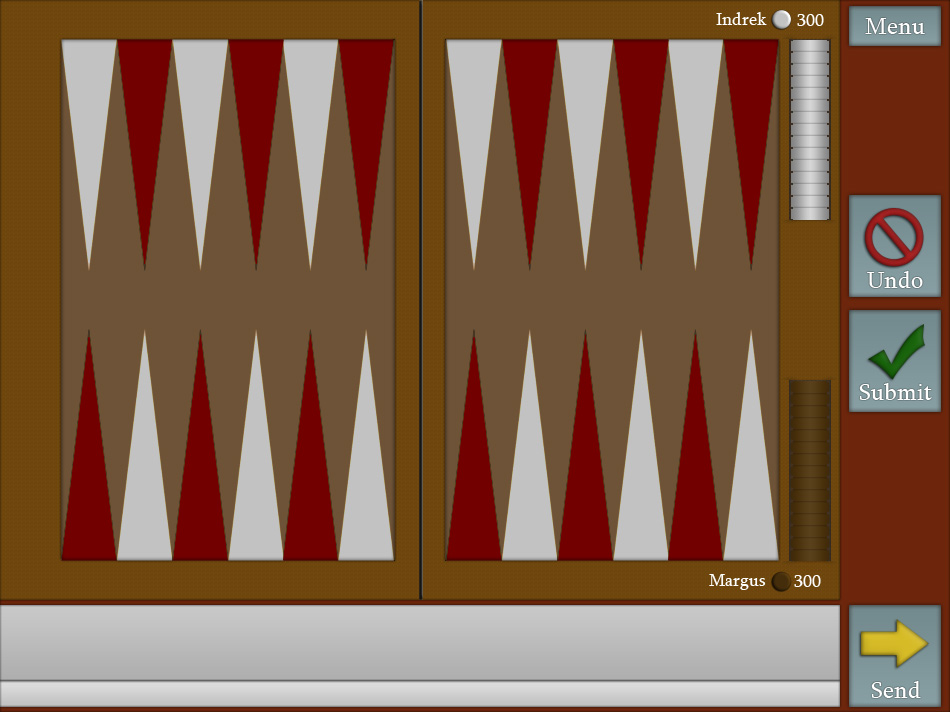 Indrek 300
Menu
Undo
Submit
Margus 300
Send